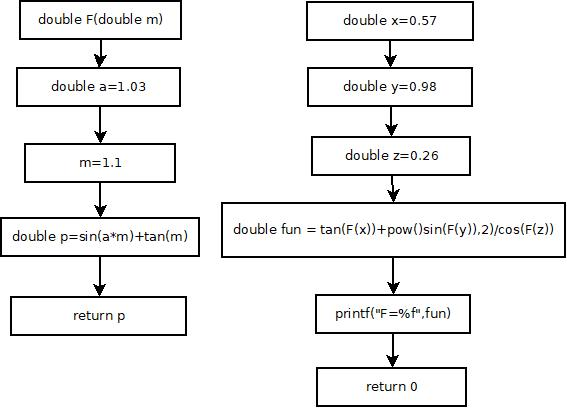 double F(double m)
double a=1.03
m=1.1
double p=sin(a*m)+tan(m)
return p
double x=0.57
double y=0.98
double z=0.26
double fun = tan(F(x))+pow()sin(F(y)),2)/cos(F(z))
printf("F=%f",fun)
return 0